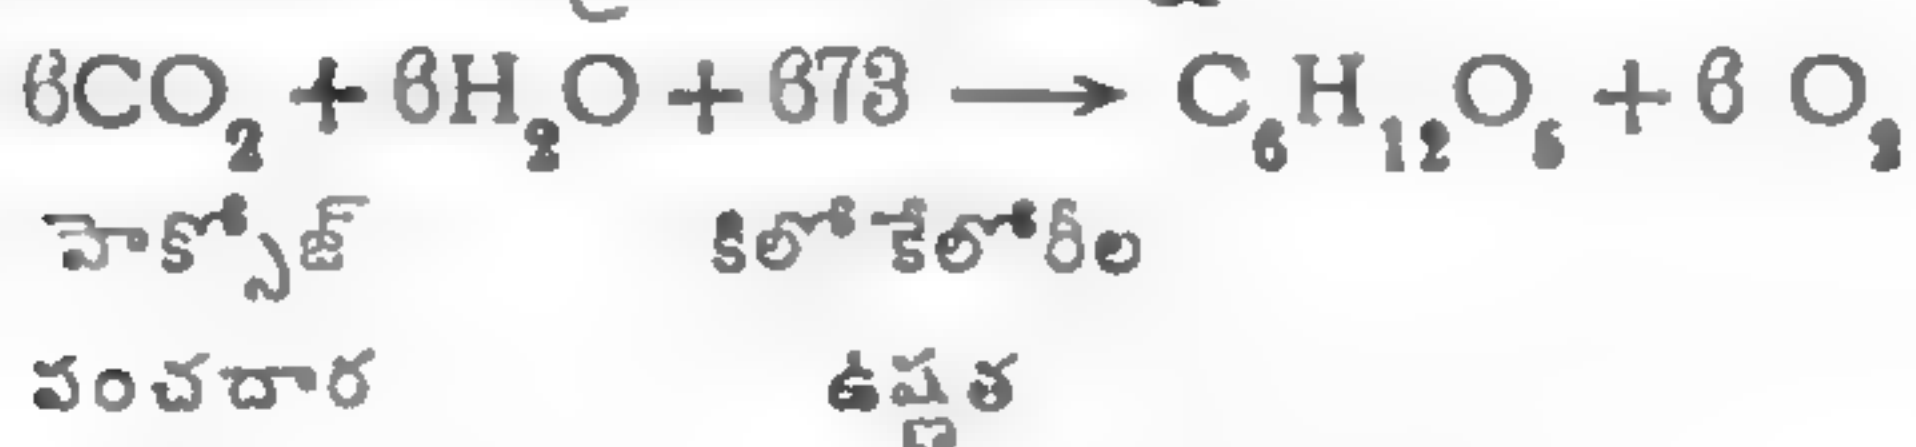 6CO₂ + 6H₂O + 673 ⟶ C₆H₁₂O₆ + 6 O₂
హెక్సోజ్ కిలో కేలోరీల
పంచదార ఉష్ణత